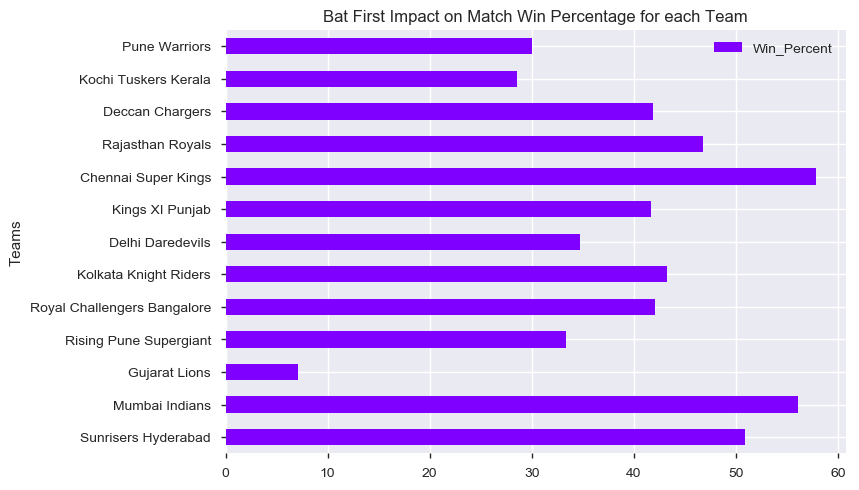 Bat First Impact on Match Win Percentage for each Team
Win_Percent
Teams
Pune Warriors
Kochi Tuskers Kerala
Deccan Chargers
Rajasthan Royals
Chennai Super Kings
Kings XI Punjab
Delhi Daredevils
Kolkata Knight Riders
Royal Challengers Bangalore
Rising Pune Supergiant
Gujarat Lions
Mumbai Indians
Sunrisers Hyderabad
0 10 20 30 40 50 60